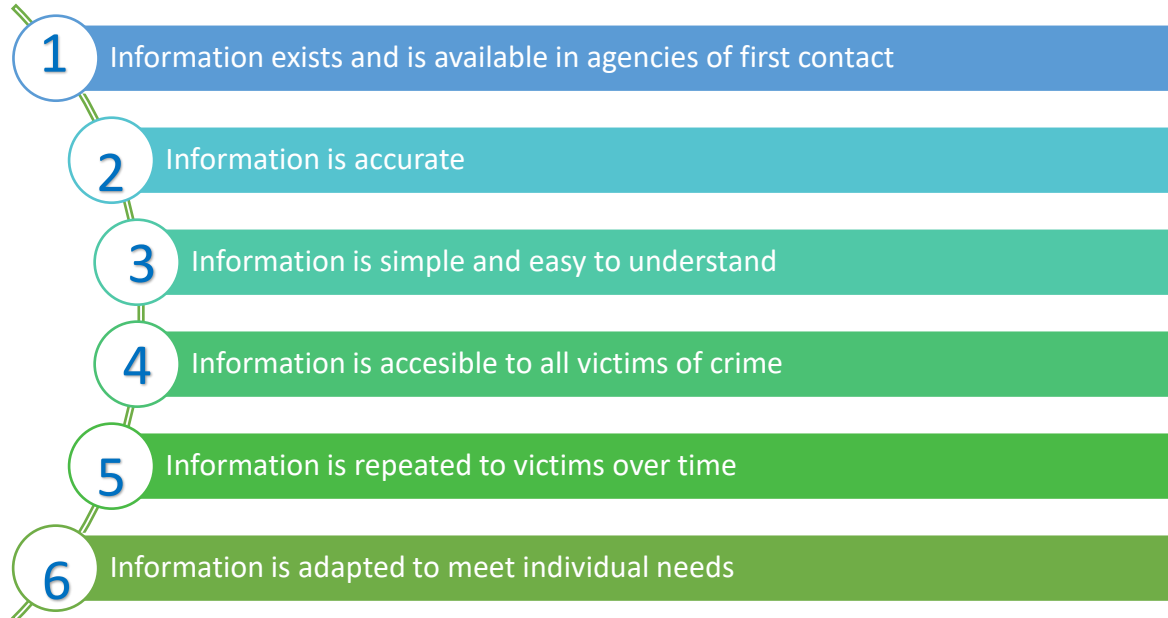 1 Information exists and is available in agencies of first contact
2 Information is accurate
3 Information is simple and easy to understand
4 Information is accesible to all victims of crime
5 Information is repeated to victims over time
6 Information is adapted to meet individual needs